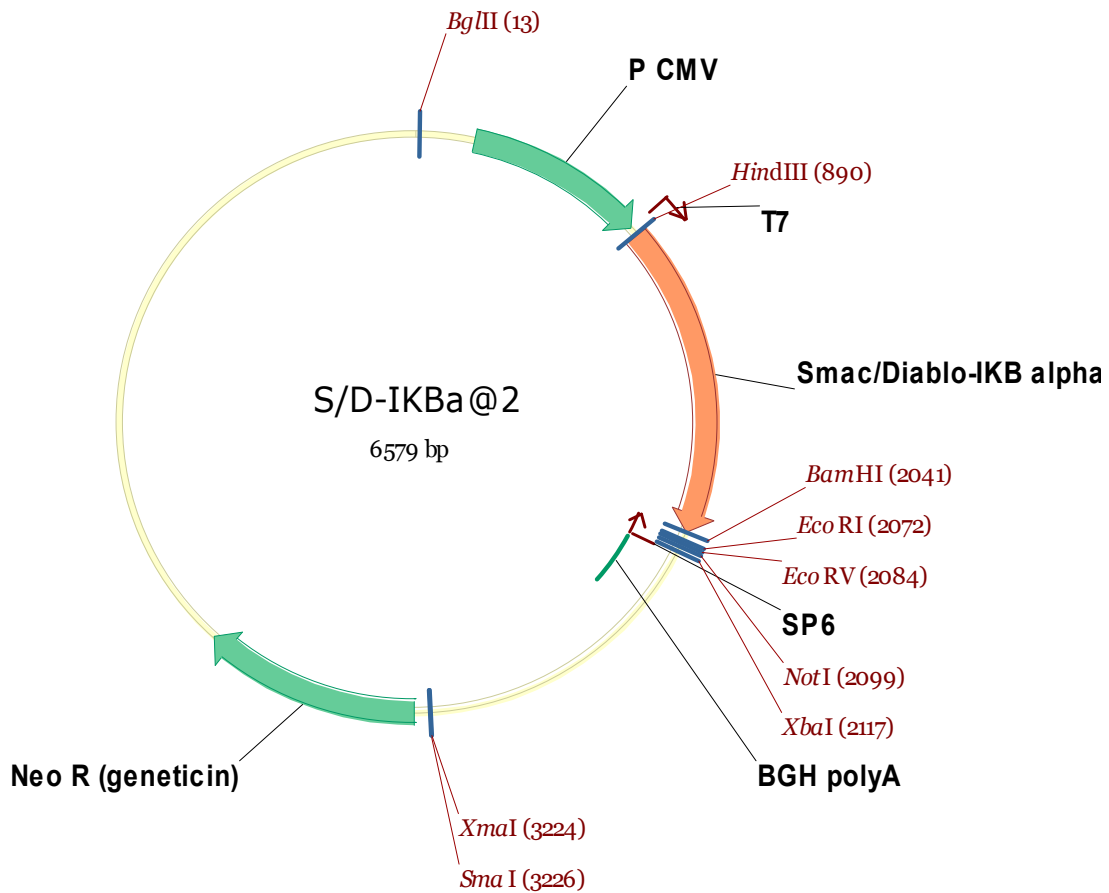 BglII (13)
P CMV
HindIII (890)
T7
Smac/Diablo-IKB alpha
S/D-IKBa@2
6579 bp
BamHI (2041)
Eco RI (2072)
Eco RV (2084)
SP6
NotI (2099)
XbaI (2117)
BGH polyA
Neo R (geneticin)
XmaI (3224)
Sma I (3226)